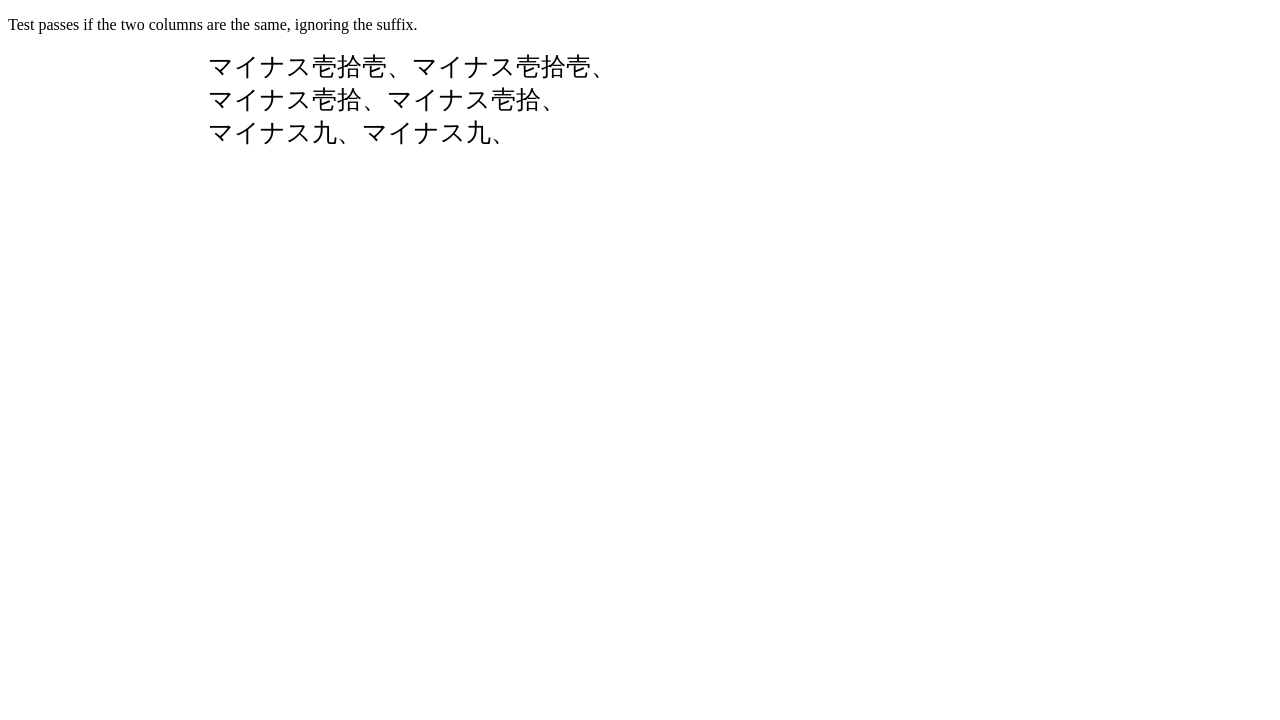 Test passes if the two columns are the same, ignoring the suffix.
マイナス壱拾壱、マイナス壱拾壱、
マイナス壱拾、マイナス壱拾、
マイナス九、マイナス九、